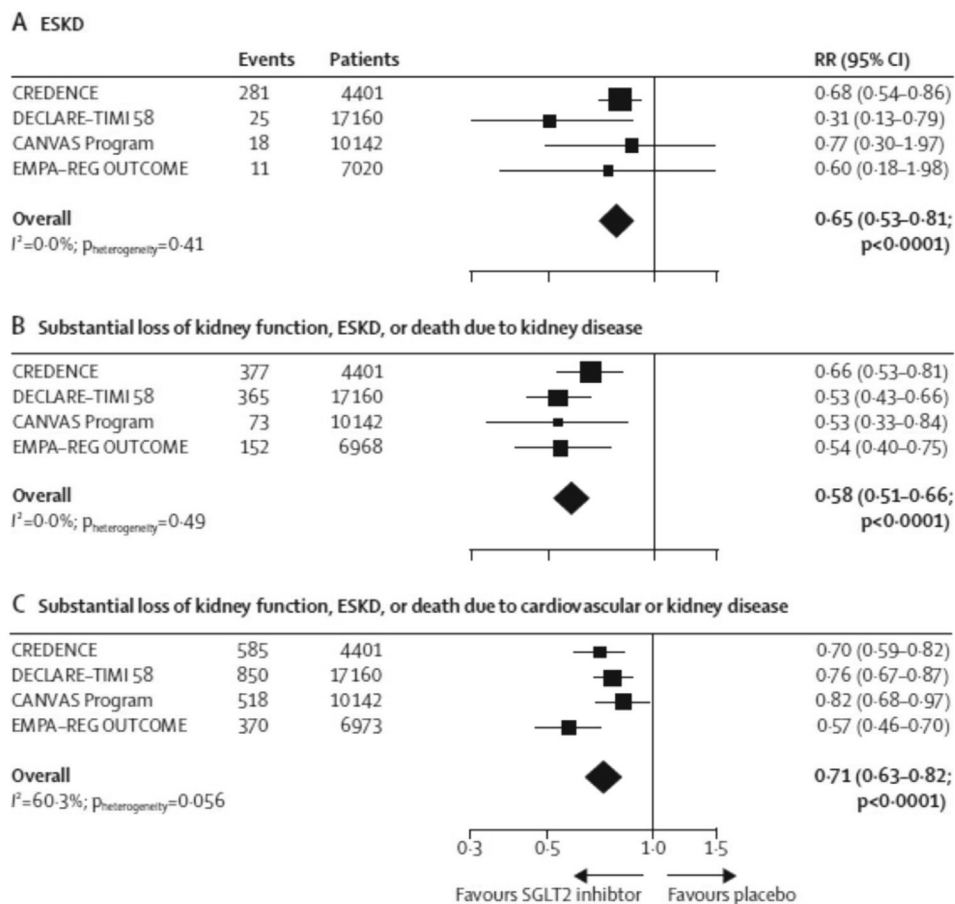 A ESKD
Events Patients RR (95% CI)
CREDENCE 281 4401 0·68 (0·54–0·86)
DECLARE–TIMI 58 25 17160 0·31 (0·13–0·79)
CANVAS Program 18 10142 0·77 (0·30–1·97)
EMPA–REG OUTCOME 11 7020 0·60 (0·18–1·98)
Overall 0·65 (0·53–0·81;
I²=0·0%; pheterogeneity=0·41 p<0·0001)
B Substantial loss of kidney function, ESKD, or death due to kidney disease
CREDENCE 377 4401 0·66 (0·53–0·81)
DECLARE–TIMI 58 365 17160 0·53 (0·43–0·66)
CANVAS Program 73 10142 0·53 (0·33–0·84)
EMPA–REG OUTCOME 152 6968 0·54 (0·40–0·75)
Overall 0·58 (0·51–0·66;
I²=0·0%; pheterogeneity=0·49 p<0·0001)
C Substantial loss of kidney function, ESKD, or death due to cardiovascular or kidney disease
CREDENCE 585 4401 0·70 (0·59–0·82)
DECLARE–TIMI 58 850 17160 0·76 (0·67–0·87)
CANVAS Program 518 10142 0·82 (0·68–0·97)
EMPA–REG OUTCOME 370 6973 0·57 (0·46–0·70)
Overall 0·71 (0·63–0·82;
I²=60·3%; pheterogeneity=0·056 p<0·0001)
0·3 0·5 1·0 1·5
Favours SGLT2 inhibtor Favours placebo